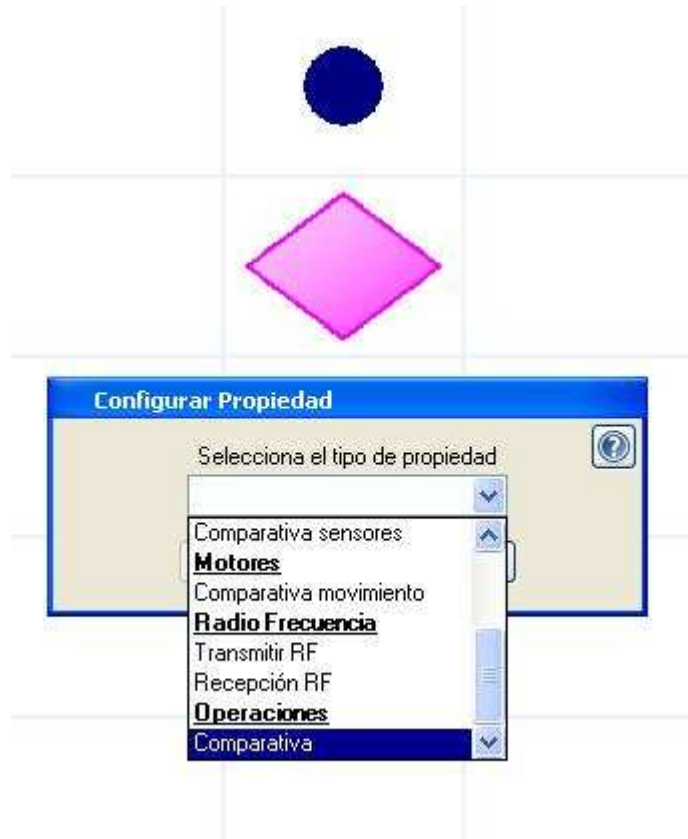 Configurar Propiedad
Selecciona el tipo de propiedad
Comparativa sensores
Motores
Comparativa movimiento
Radio Frecuencia
Transmitir RF
Recepción RF
Operaciones
Comparativa